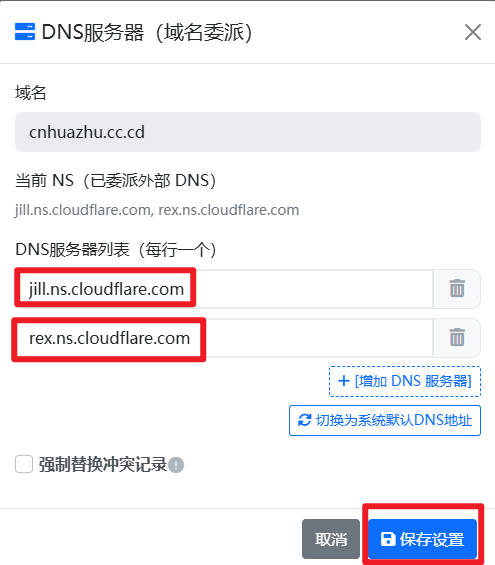 DNS服务器（域名委派）
域名
cnhuazhu.cc.cd
当前 NS（已委派外部 DNS）
jill.ns.cloudflare.com, rex.ns.cloudflare.com
DNS服务器列表（每行一个）
jill.ns.cloudflare.com
rex.ns.cloudflare.com
+ [增加 DNS 服务器]
切换为系统默认DNS地址
强制替换冲突记录
取消 保存设置